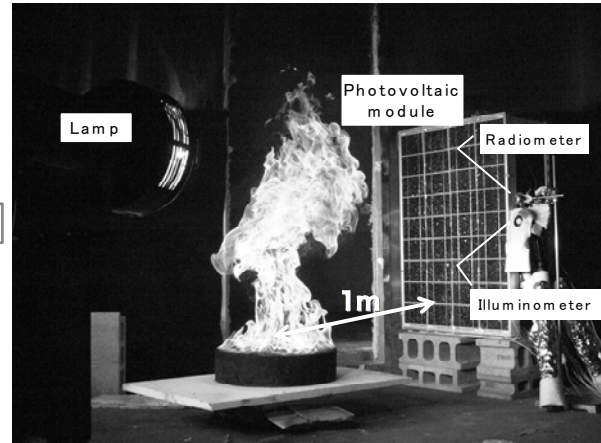 Lamp
Photovoltaic
module
Radiometer
1m
Illuminometer